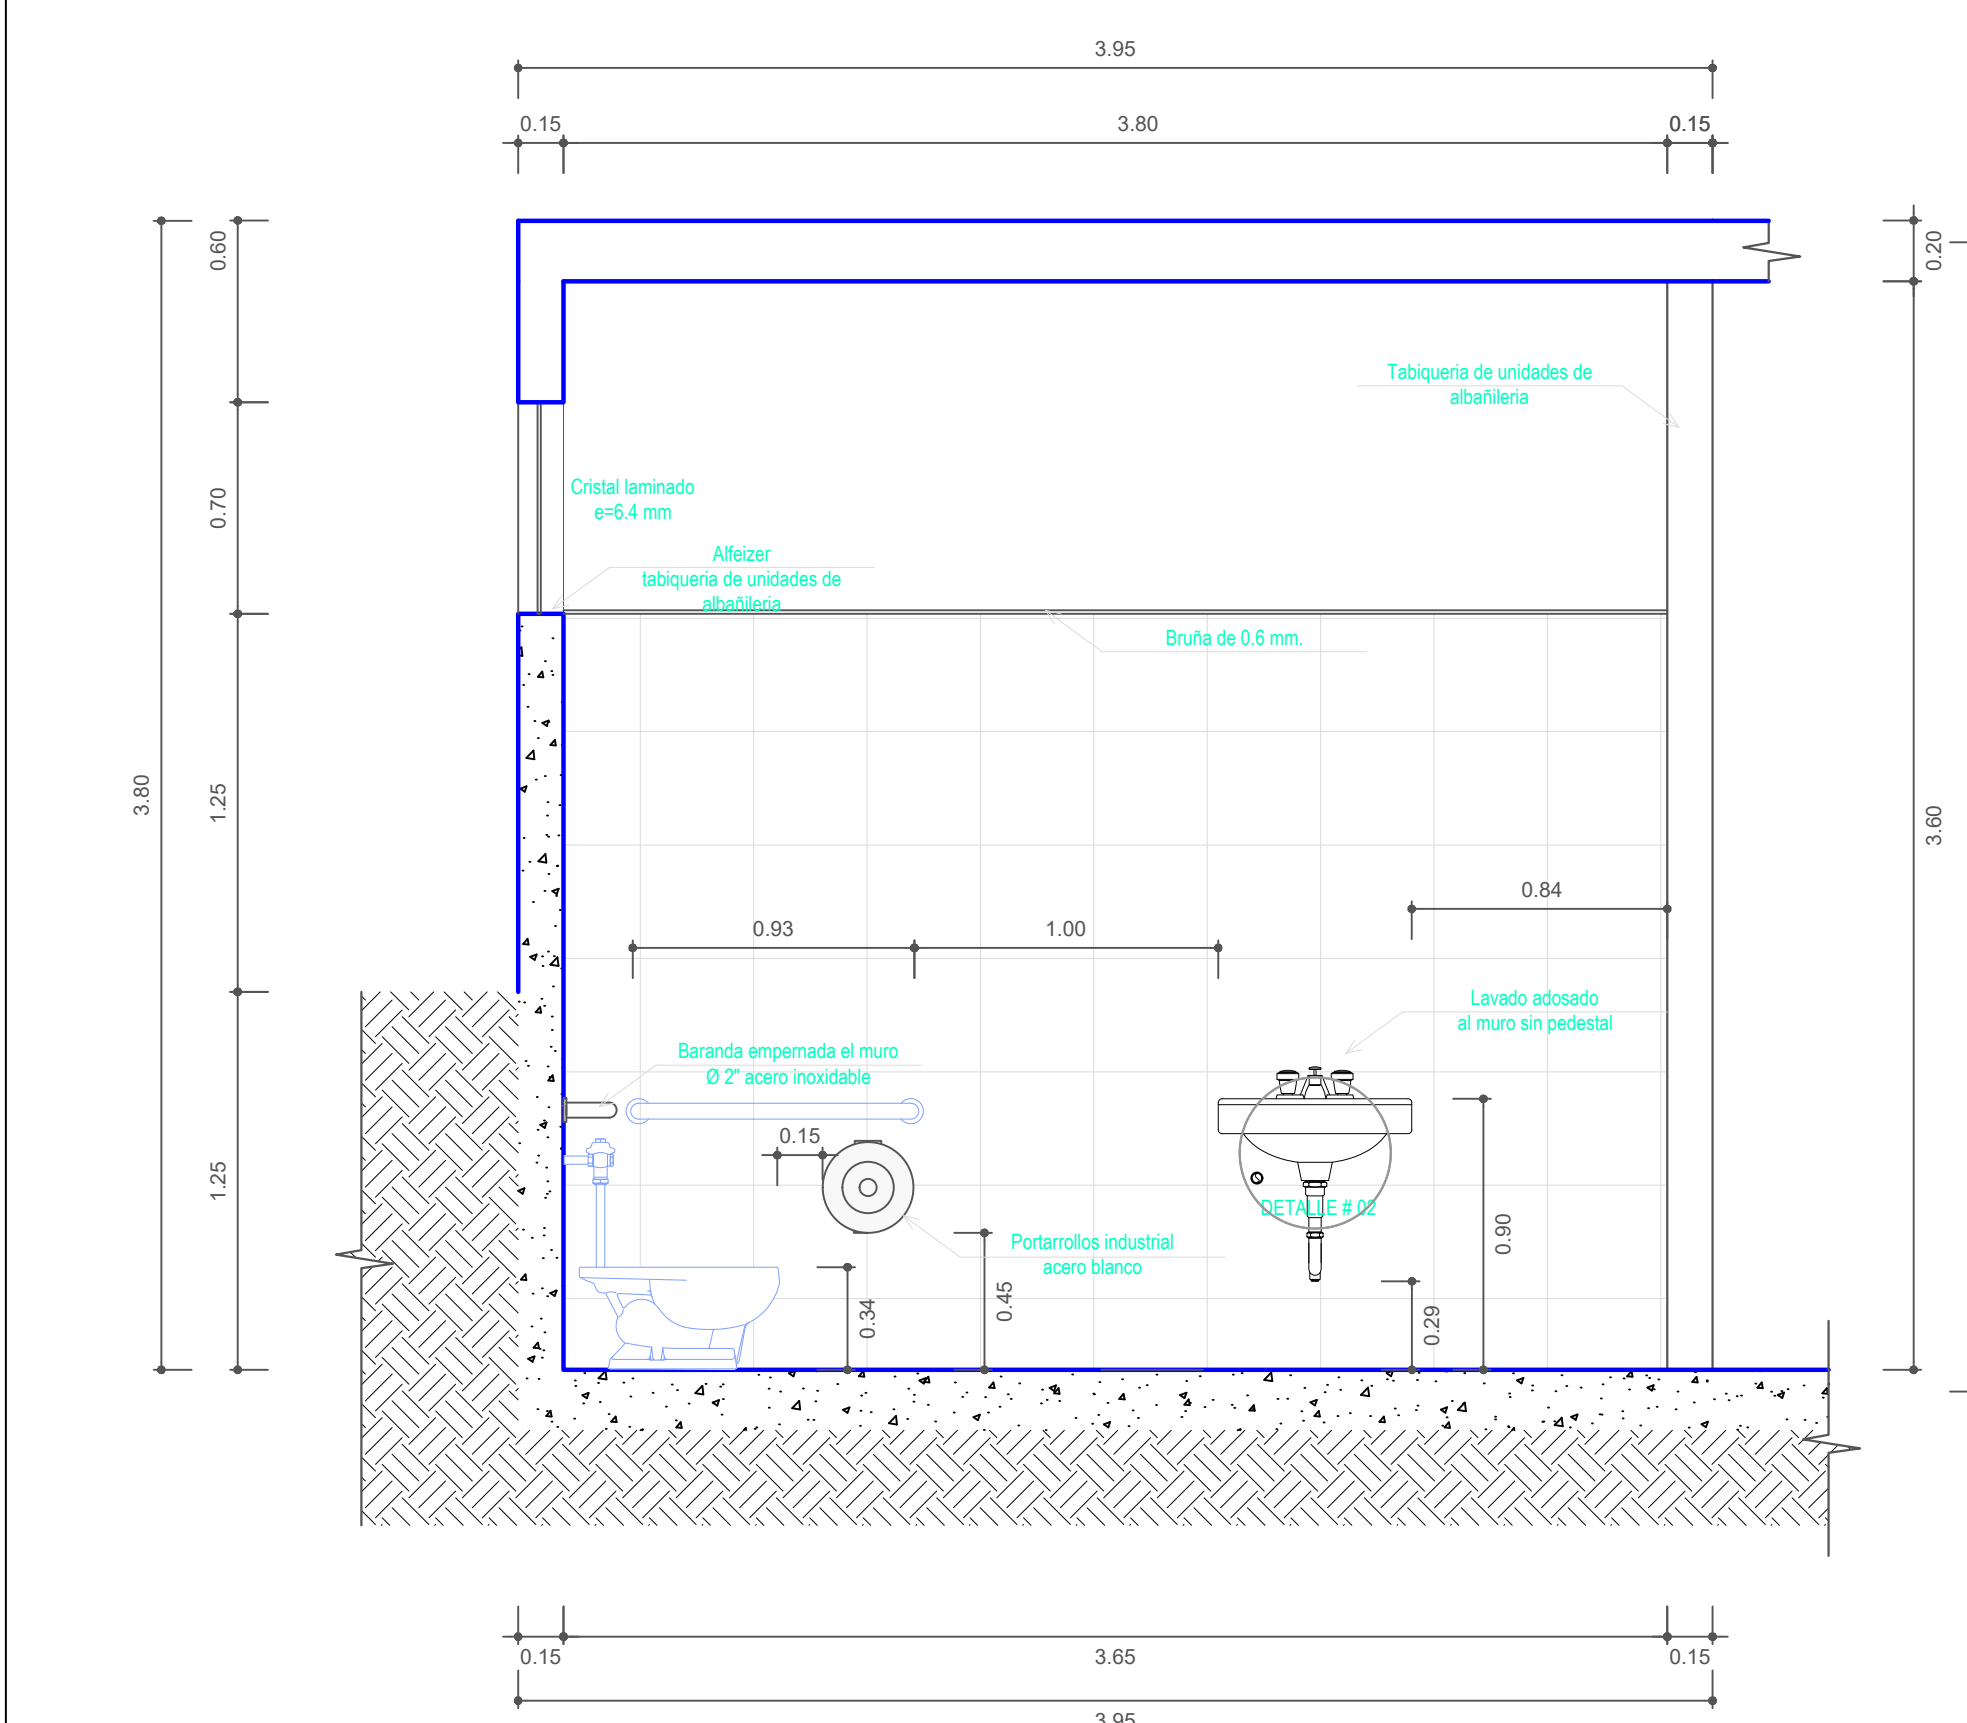 3.95
0.15
3.80
0.15
0.60
0.20
Tabiqueria de unidades de
albañileria
0.70
Cristal laminado
e=6.4 mm
Alfeizer
tabiqueria de unidades de
albañileria
Bruña de 0.6 mm.
3.80
1.25
3.60
0.84
0.93
1.00
Lavado adosado
al muro sin pedestal
Baranda empernada el muro
Ø 2" acero inoxidable
0.15
1.25
DETALLE # 02
0.90
Portarrollos industrial
acero blanco
0.34
0.45
0.29
0.15
3.65
0.15
3.95